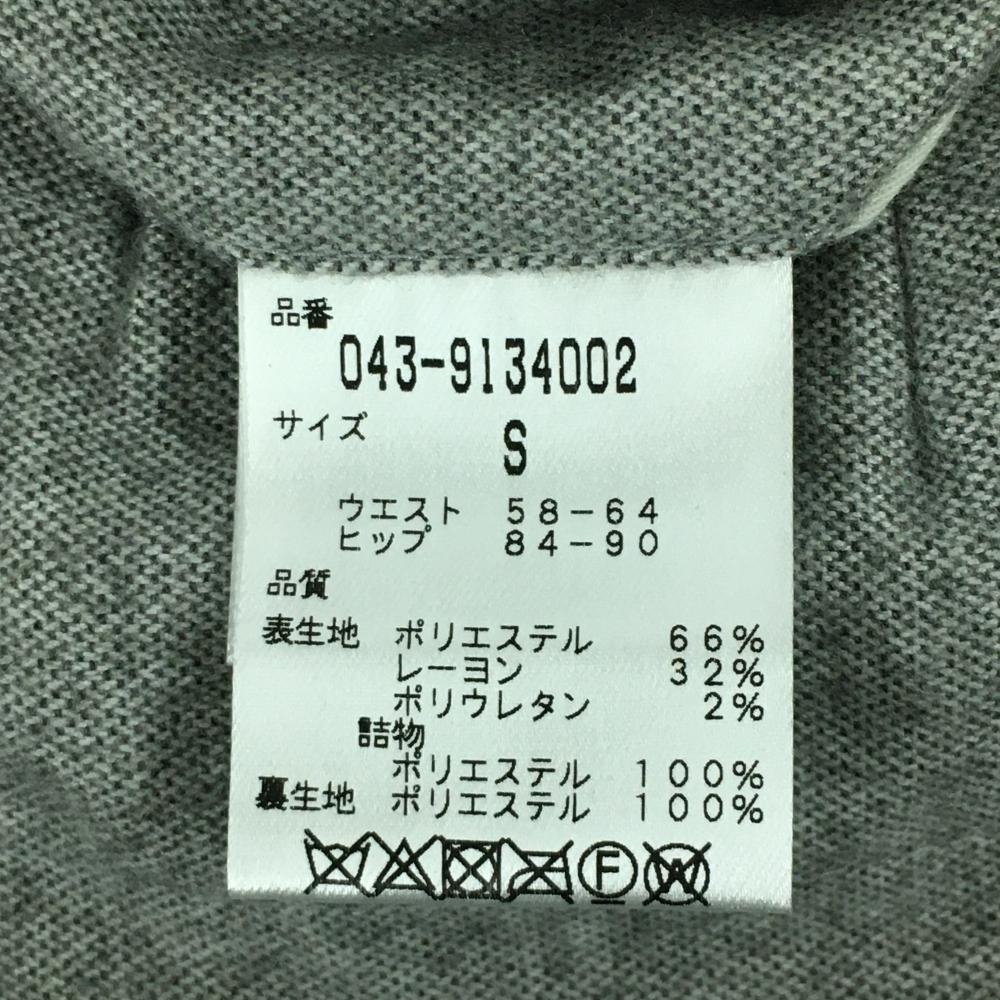 品番
043-9134002
サイズ
S
ウエスト 58-64
ヒップ 84-90
品質
表生地 ポリエステル 66%
レーヨン 32%
ポリウレタン 2%
詰物
ポリエステル 100%
裏生地 ポリエステル 100%
F W